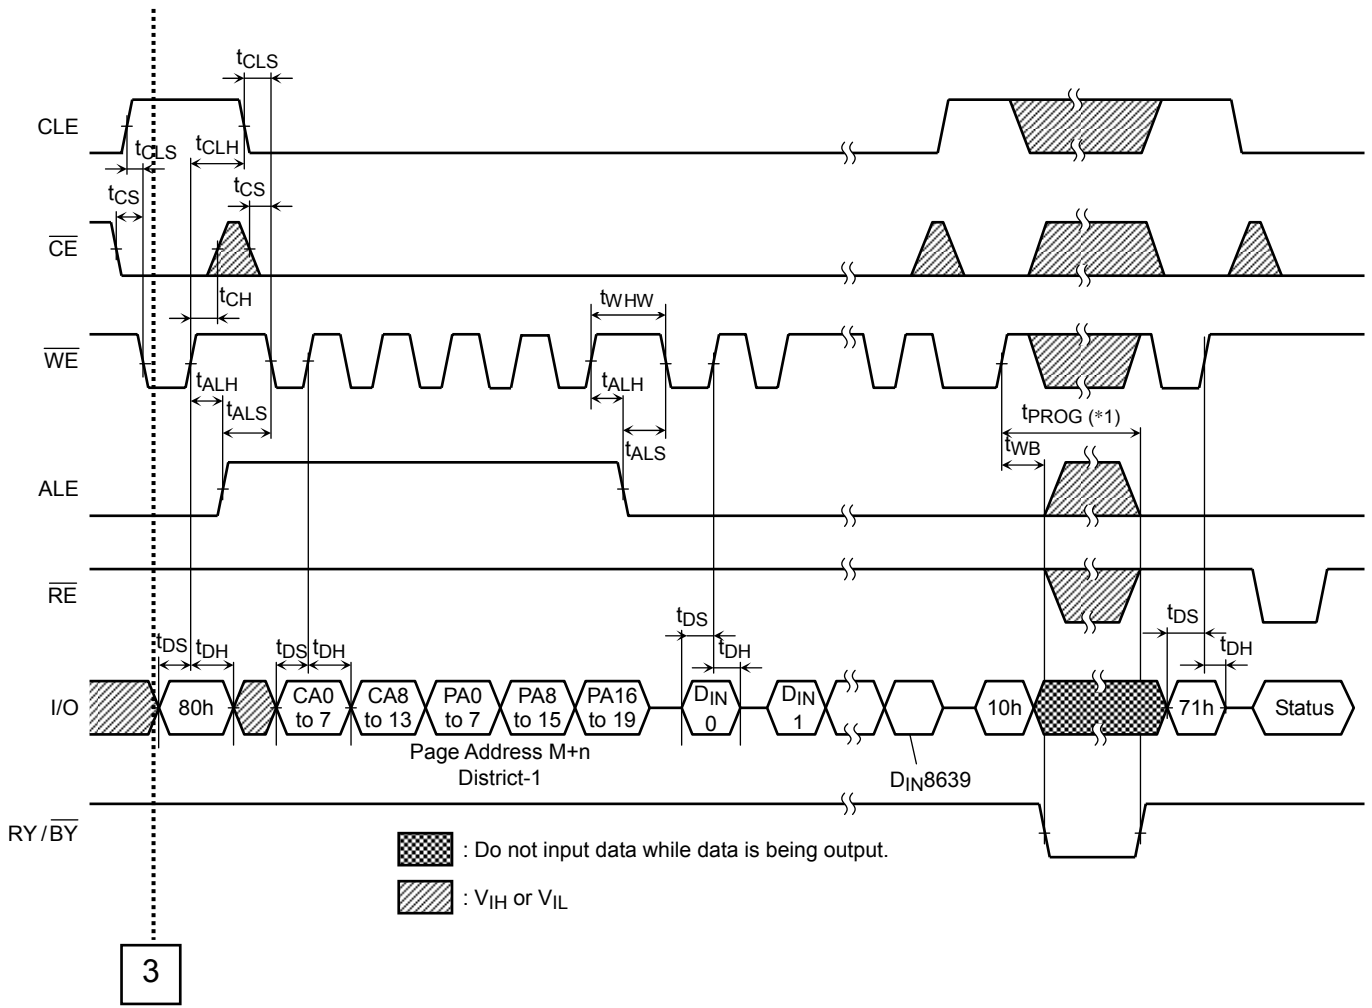 tCLS
CLE
tCLS
tCLH
tCS
tCS
CE
tCH
tWHW
WE
tALH
tALS
tALH
tALS
tPROG (*1)
tWB
ALE
RE
tDS
tDH
tDS
tDH
tDS
tDH
tDS
tDH
I/O
80h
CA0 to 7
CA8 to 13
PA0 to 7
PA8 to 15
PA16 to 19
DIN 0
DIN 1
10h
71h
Status
Page Address M+n
District-1
DIN8639
RY/BY
: Do not input data while data is being output.
: VIH or VIL
3